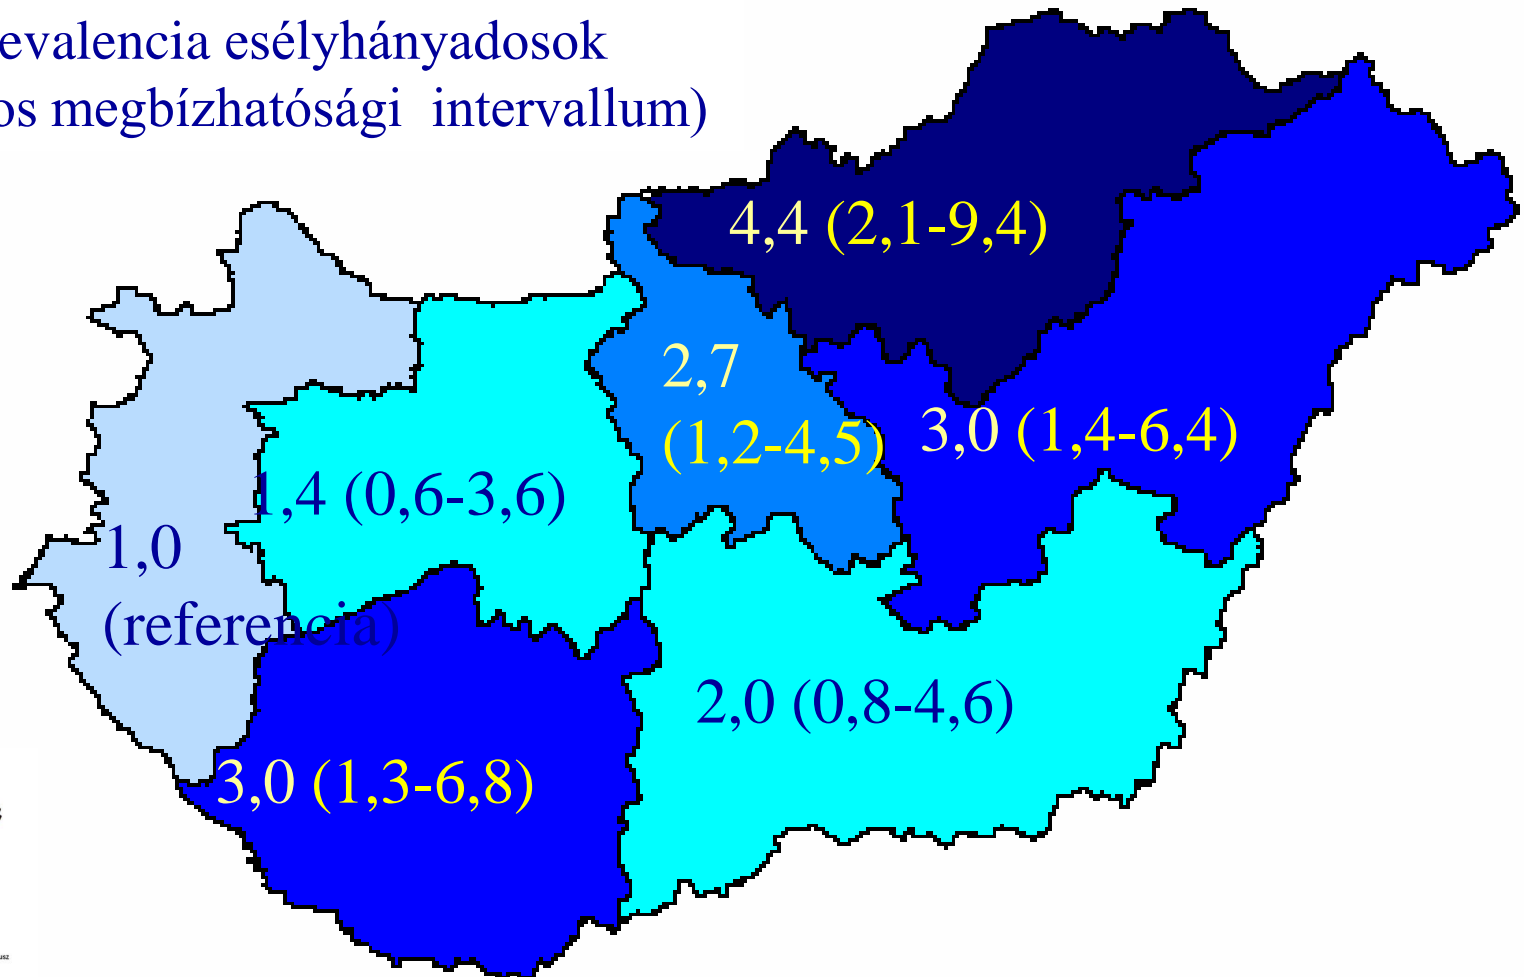 evalencia esélyhányadosok
os megbízhatósági intervallum)
4,4 (2,1-9,4)
2,7
(1,2-4,5)
3,0 (1,4-6,4)
1,4 (0,6-3,6)
1,0
(referencia)
2,0 (0,8-4,6)
3,0 (1,3-6,8)